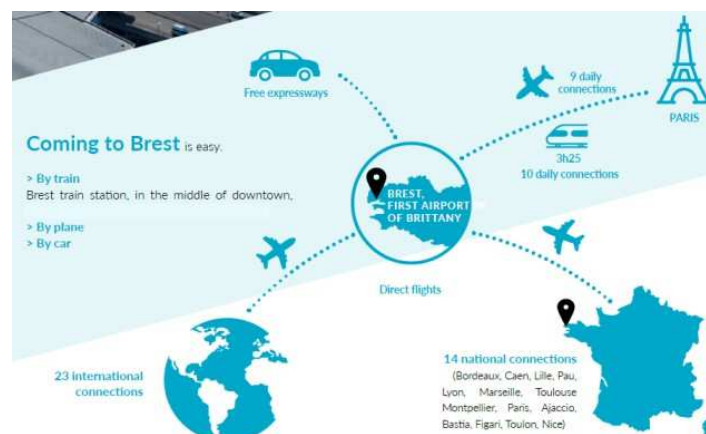 Free expressways
9 daily
connections
PARIS
3h25
10 daily connections
Coming to Brest is easy.
> By train
Brest train station, in the middle of downtown,
> By plane
> By car
BREST,
FIRST AIRPORT
OF BRITTANY
Direct flights
23 international
connections
14 national connections
(Bordeaux, Caen, Lille, Pau,
Lyon, Marseille, Toulouse
Montpellier, Paris, Ajaccio,
Bastia, Figari, Toulon, Nice)